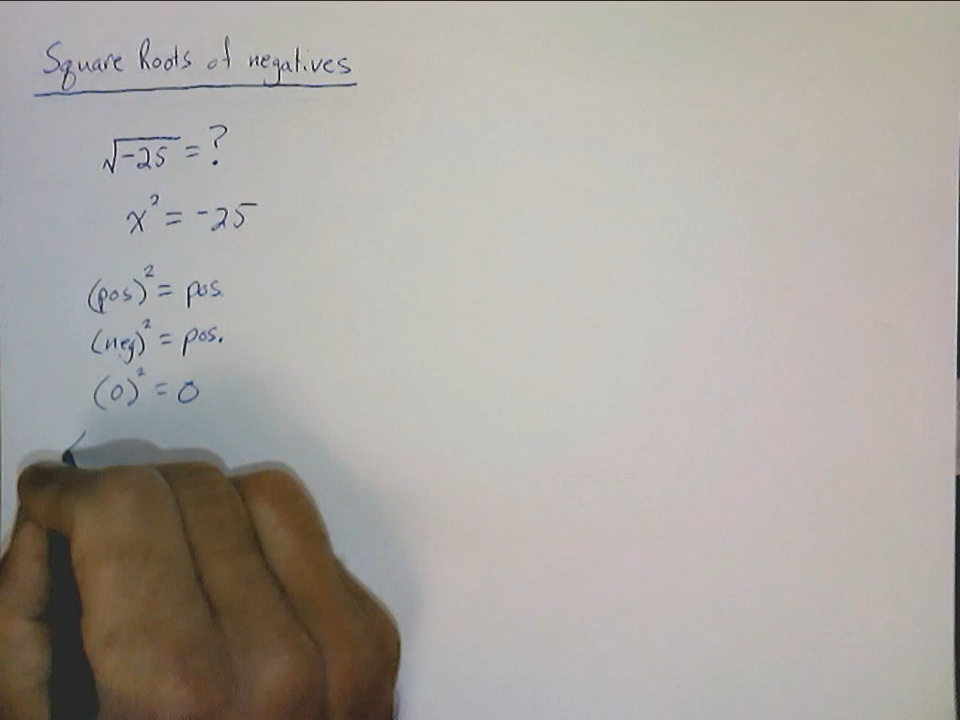 Square Roots of negatives
√-25 = ?
x² = -25
(pos)² = pos.
(neg)² = pos.
(0)² = 0